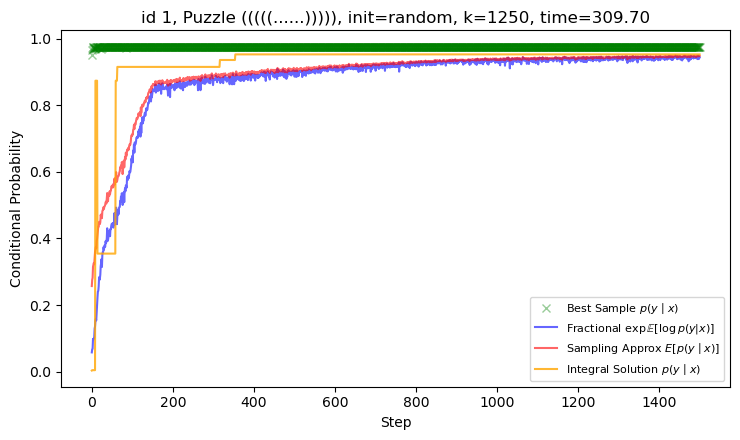 id 1, Puzzle (((((......))))), init=random, k=1250, time=309.70
Conditional Probability
1.0
0.8
0.6
0.4
0.2
0.0
Best Sample p(y | x)
Fractional exp𝔼[log p(y|x)]
Sampling Approx E[p(y | x)]
Integral Solution p(y | x)
0 200 400 600 800 1000 1200 1400
Step